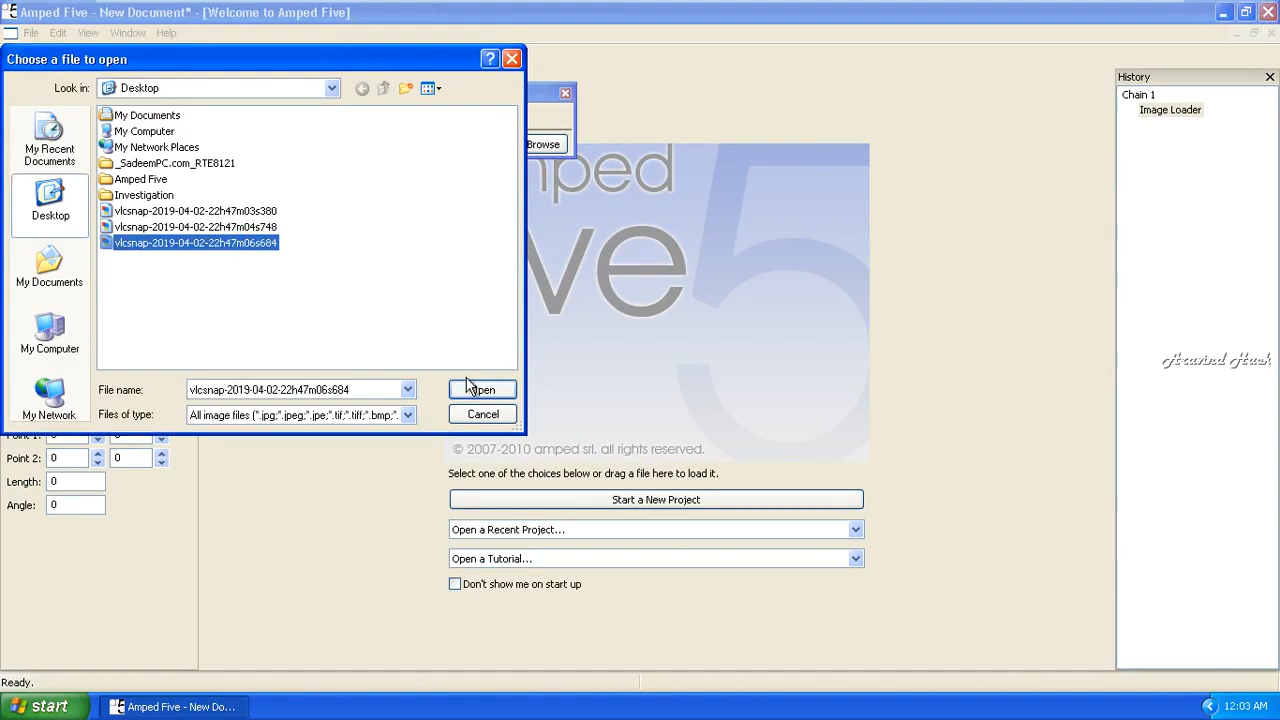 Amped Five - New Document* - [Welcome to Amped Five]
File Edit View Window Help
Choose a file to open
Look in: Desktop
My Recent Documents
Desktop
My Documents
My Computer
My Network
My Documents
My Computer
My Network Places
_SadeemPC.com_RTE8121
Amped Five
Investigation
vlcsnap-2019-04-02-22h47m03s380
vlcsnap-2019-04-02-22h47m04s748
vlcsnap-2019-04-02-22h47m06s684
File name: vlcsnap-2019-04-02-22h47m06s684 Open
Files of type: All image files (*.jpg;*.jpeg;*.jpe;*.tif;*.tiff;*.bmp;*. Cancel
Browse
mped
ve 5
© 2007-2010 amped srl. all rights reserved.
Select one of the choices below or drag a file here to load it.
Start a New Project
Open a Recent Project...
Open a Tutorial...
Don't show me on start up
Point 1:
Point 2: 0 0
Length: 0
Angle: 0
History
Chain 1
Image Loader
Aravind Hack
Ready.
start
Amped Five - New Do...
12:03 AM